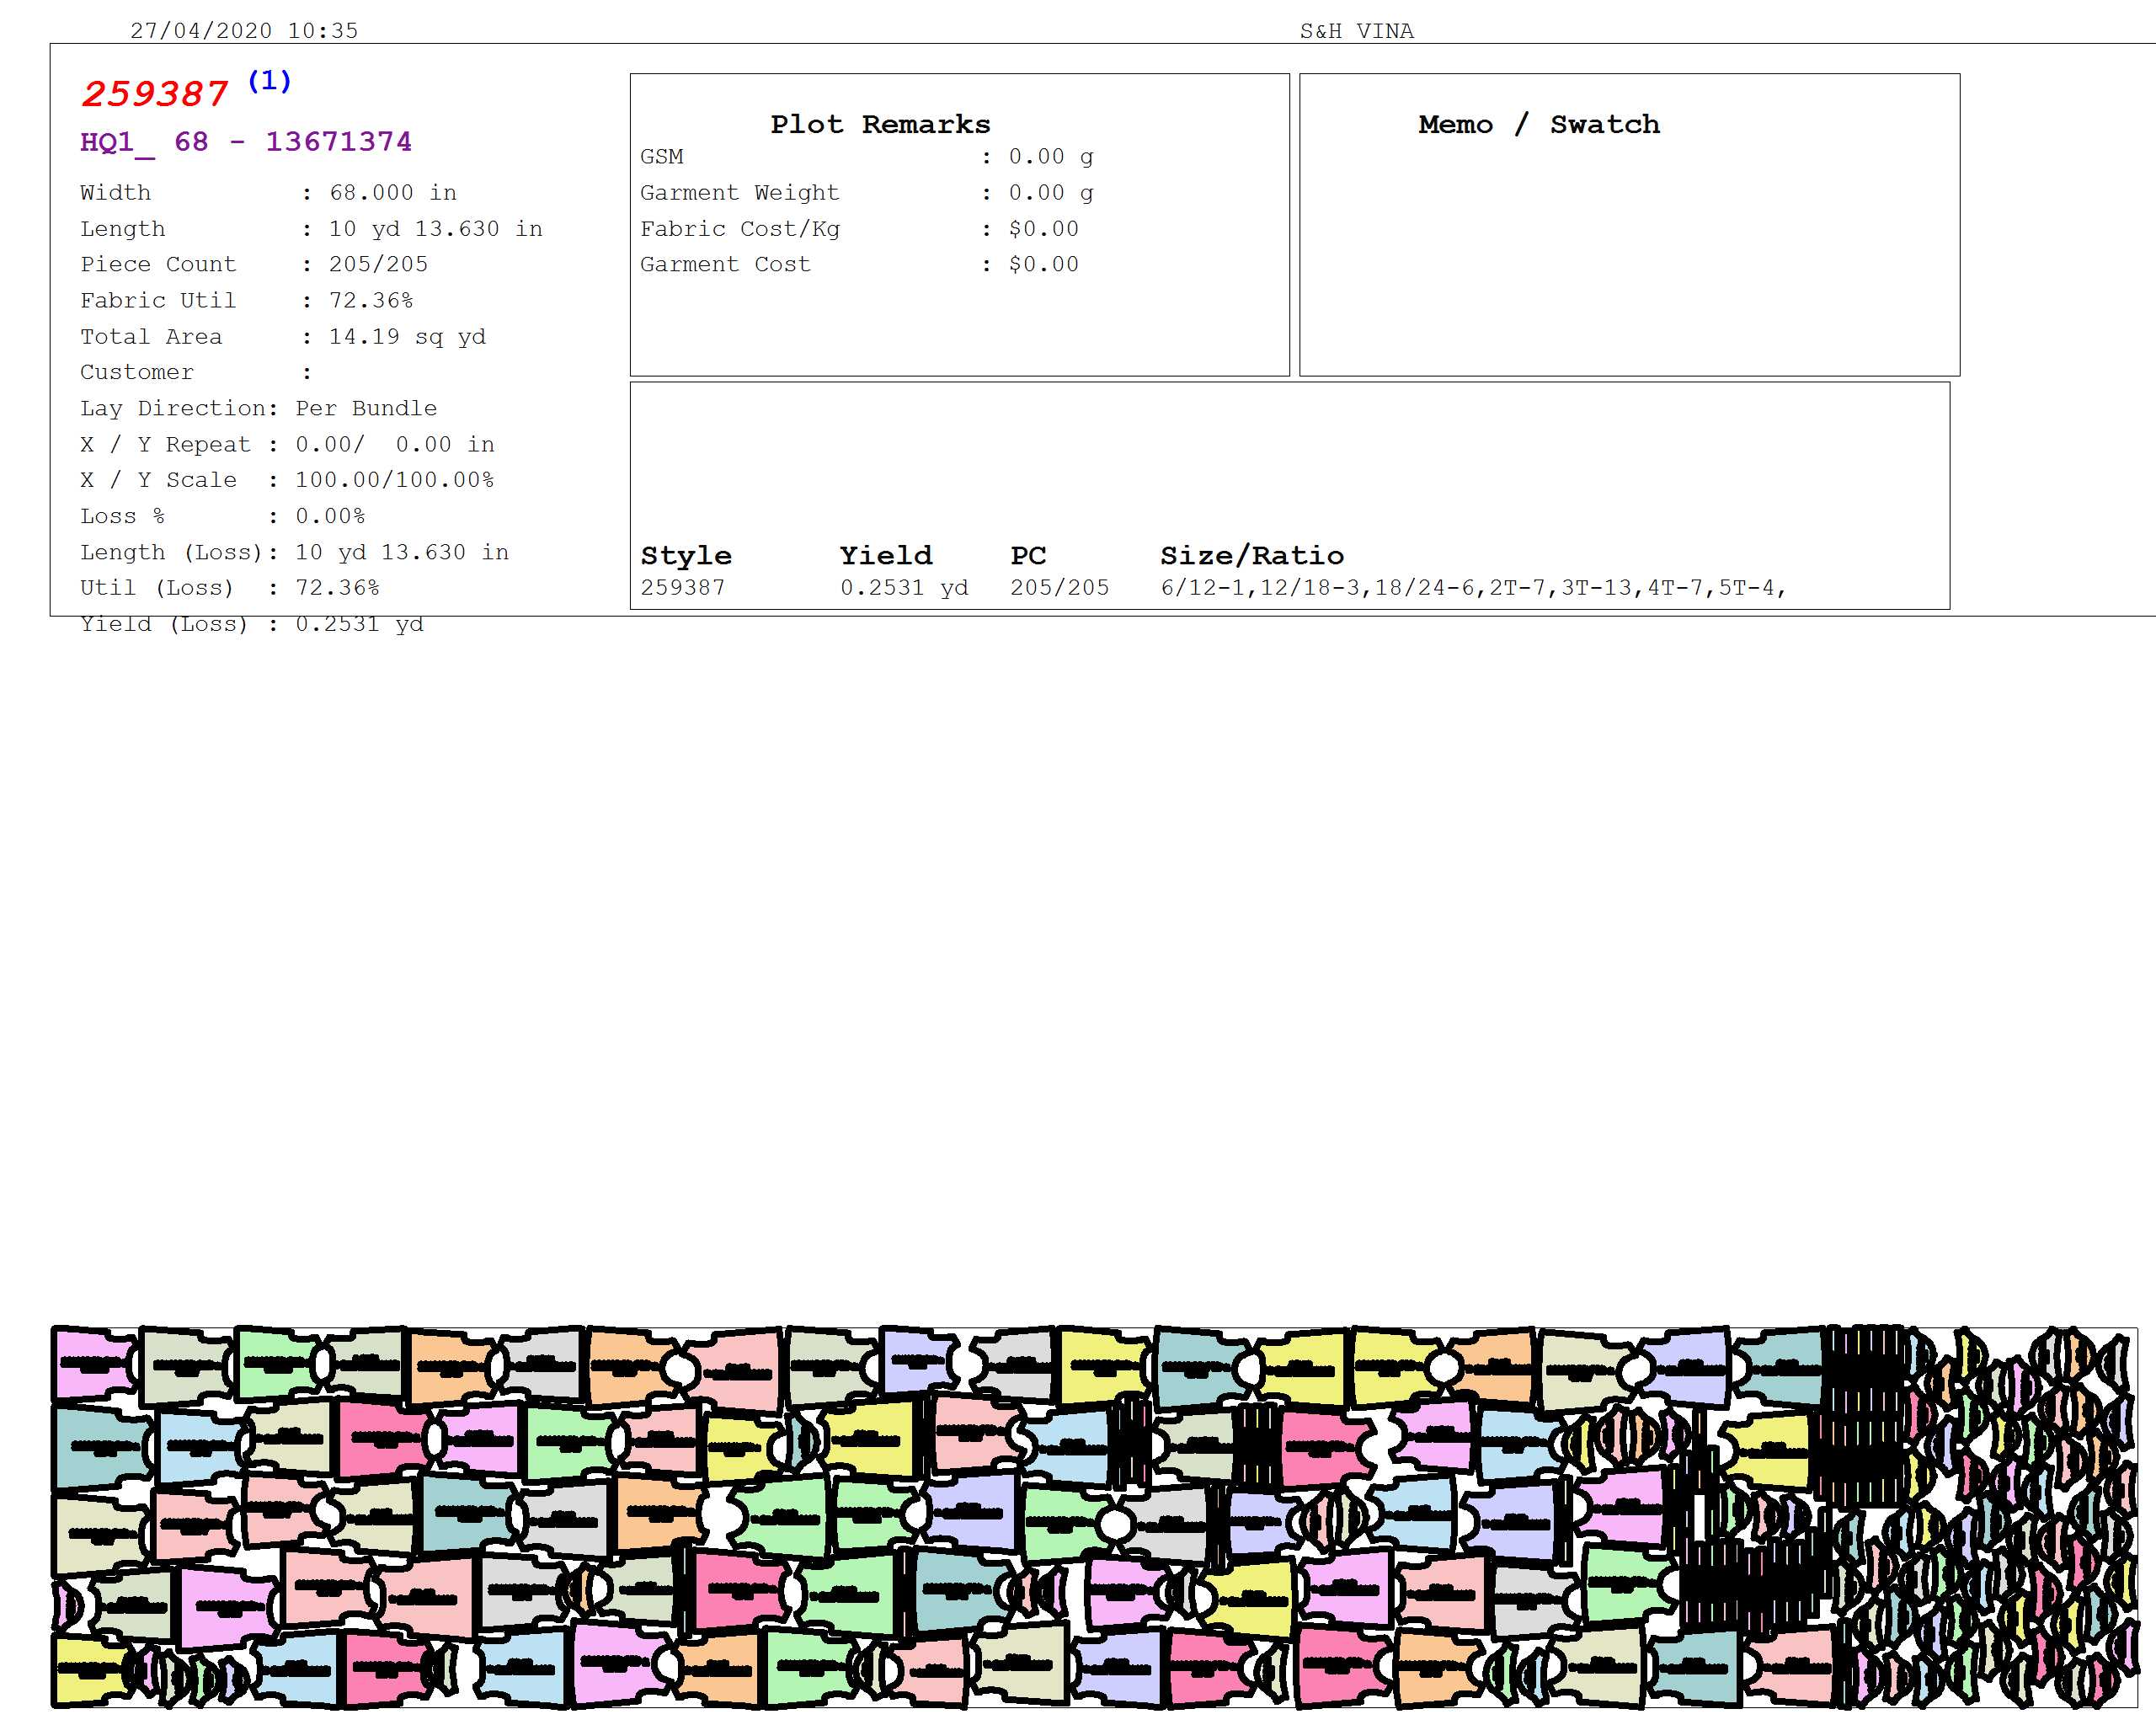 27/04/2020 10:35 S&H VINA
259387 (1)
HQ1_ 68 - 13671374
Width : 68.000 in
Length : 10 yd 13.630 in
Piece Count : 205/205
Fabric Util : 72.36%
Total Area : 14.19 sq yd
Customer :
Lay Direction: Per Bundle
X / Y Repeat : 0.00/ 0.00 in
X / Y Scale : 100.00/100.00%
Loss % : 0.00%
Length (Loss): 10 yd 13.630 in
Util (Loss) : 72.36%
Yield (Loss) : 0.2531 yd
Plot Remarks
GSM : 0.00 g
Garment Weight : 0.00 g
Fabric Cost/Kg : $0.00
Garment Cost : $0.00
Memo / Swatch
Style Yield PC Size/Ratio
259387 0.2531 yd 205/205 6/12-1,12/18-3,18/24-6,2T-7,3T-13,4T-7,5T-4,